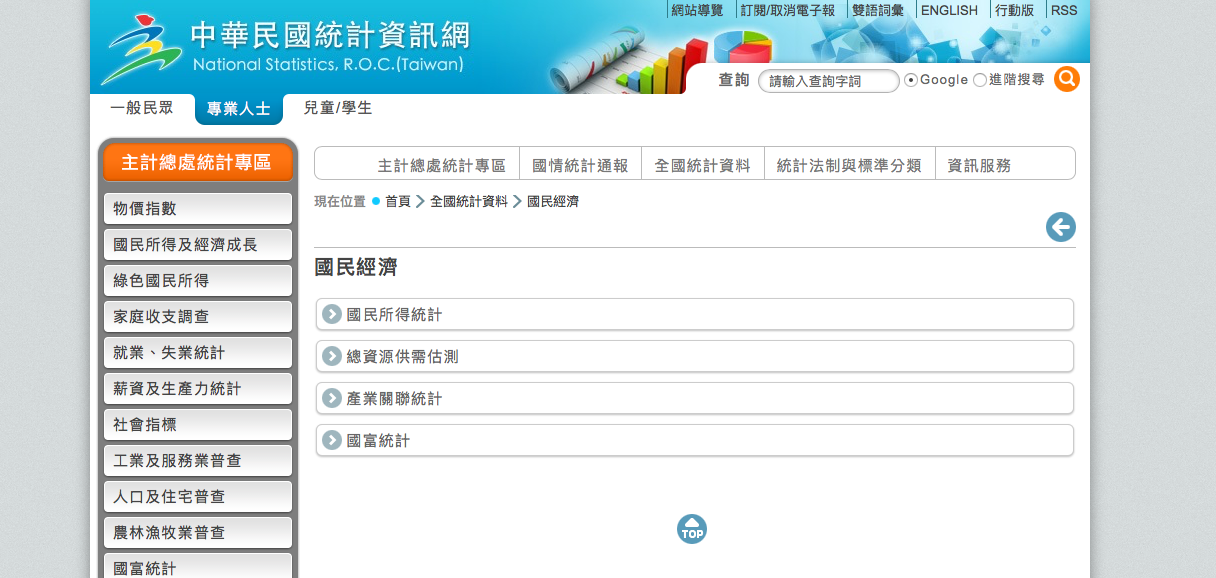 網站導覽 訂閱/取消電子報 雙語詞彙 ENGLISH 行動版 RSS
中華民國統計資訊網
National Statistics, R.O.C.(Taiwan)
查詢 請輸入查詢字詞 Google 進階搜尋
一般民眾 專業人士 兒童/學生
主計總處統計專區
物價指數
國民所得及經濟成長
綠色國民所得
家庭收支調查
就業、失業統計
薪資及生產力統計
社會指標
工業及服務業普查
人口及住宅普查
農林漁牧業普查
國富統計
主計總處統計專區 國情統計通報 全國統計資料 統計法制與標準分類 資訊服務
現在位置 首頁 全國統計資料 國民經濟
國民經濟
國民所得統計
總資源供需估測
產業關聯統計
國富統計
TOP